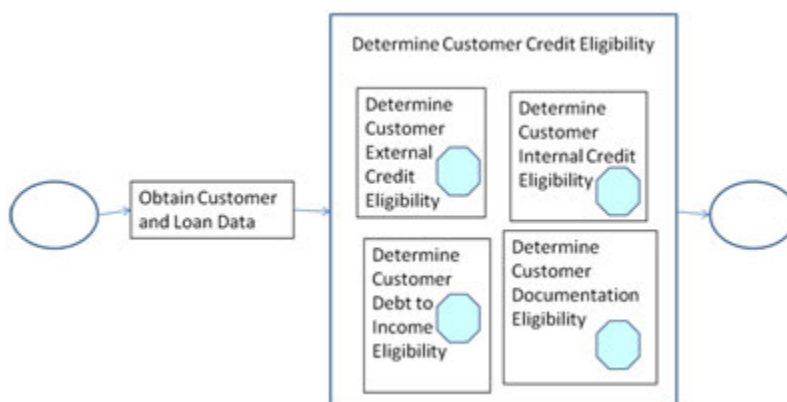 Determine Customer Credit Eligibility
Determine
Customer
External
Credit
Eligibility
Determine
Customer
Internal Credit
Eligibility
Obtain Customer
and Loan Data
Determine
Customer
Debt to
Income
Eligibility
Determine
Customer
Documentation
Eligibility